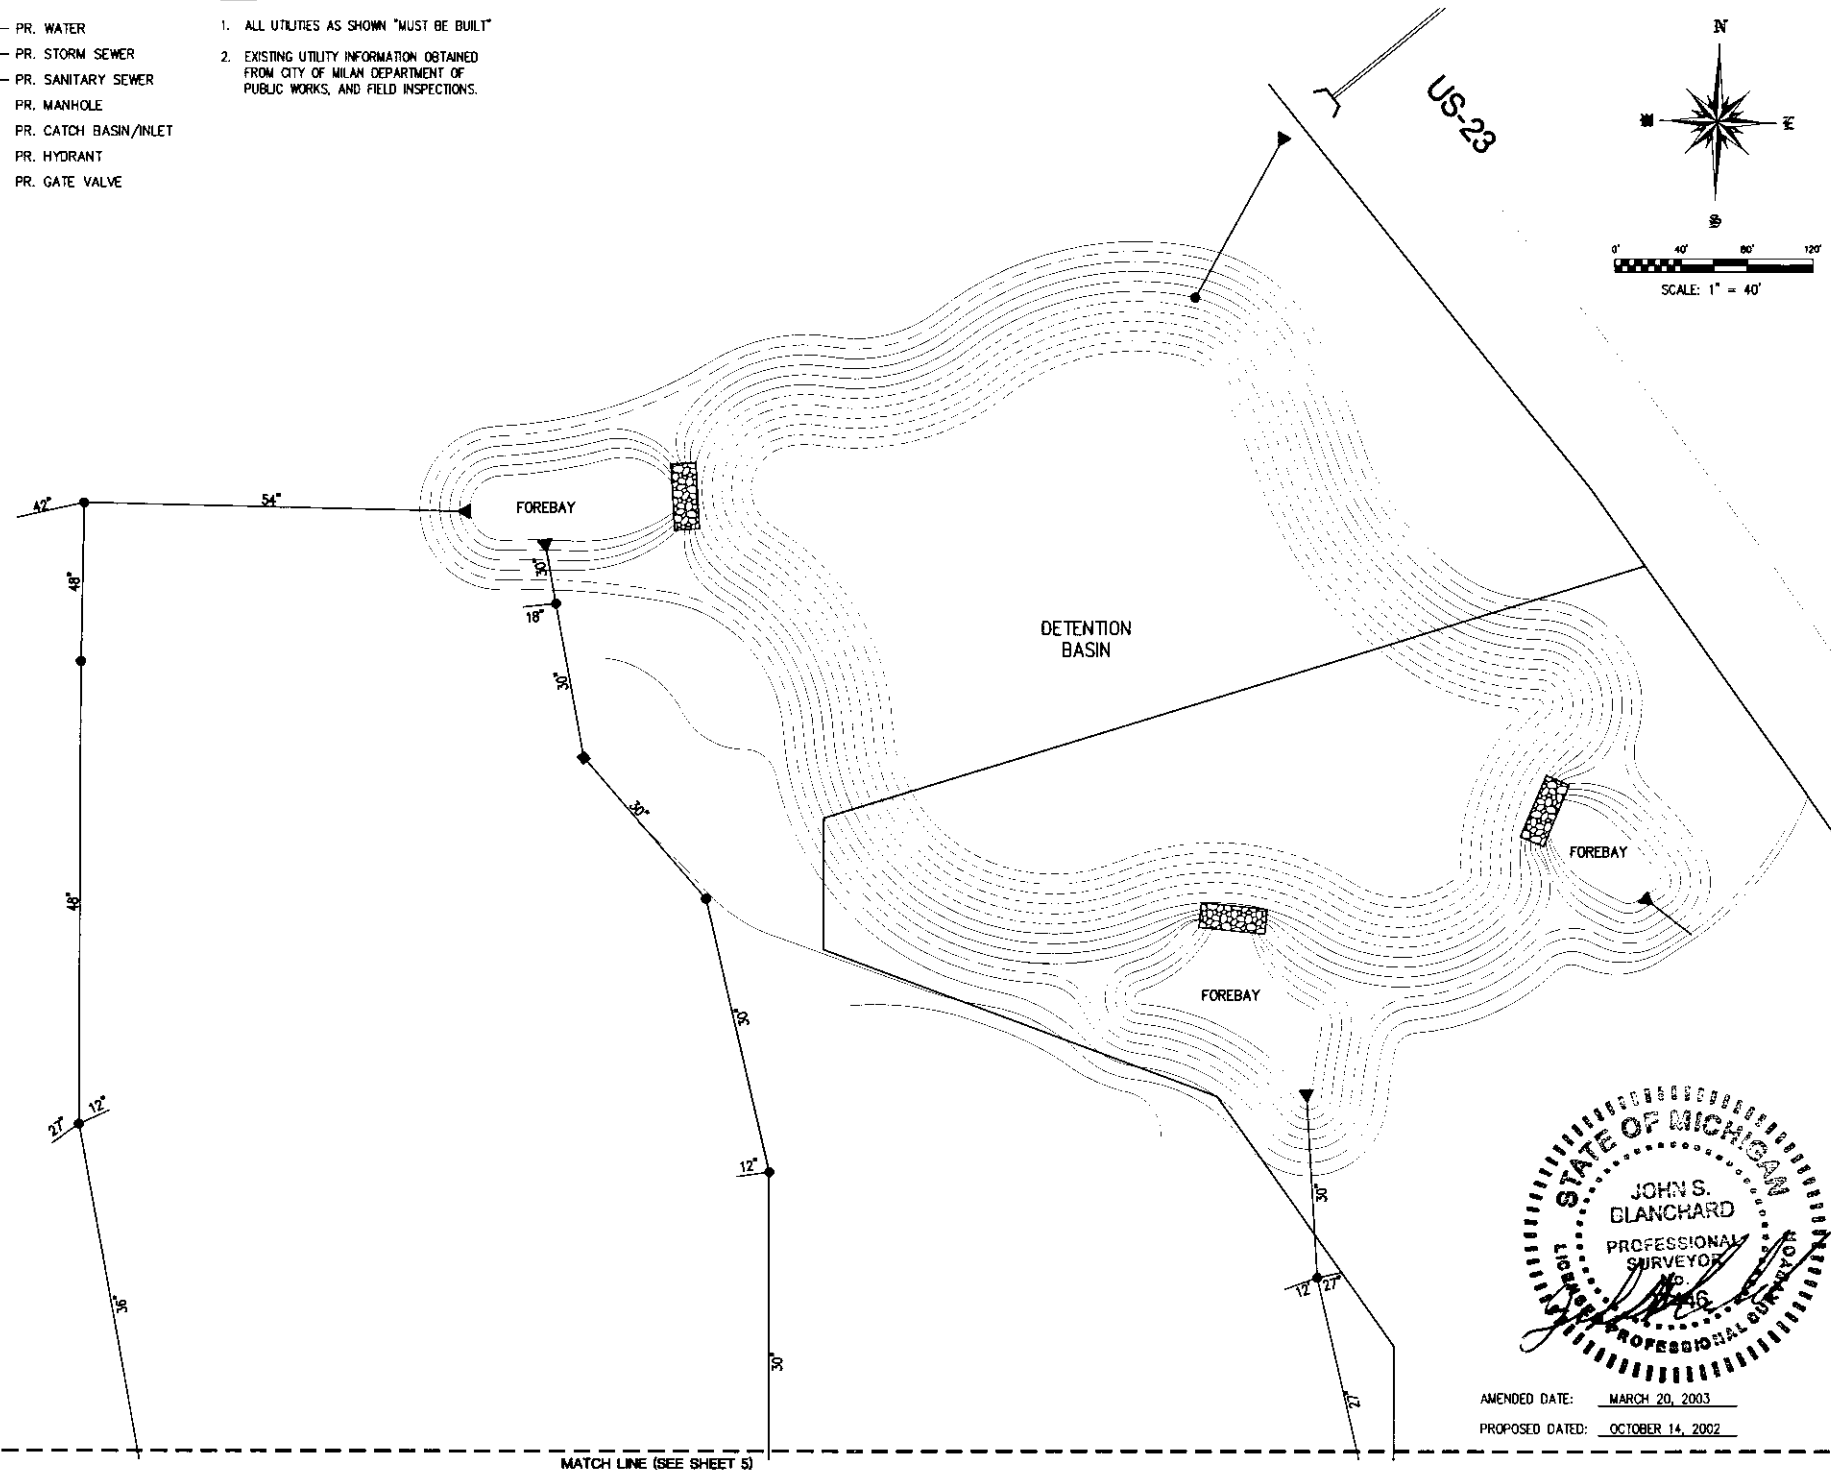 PR. WATER
PR. STORM SEWER
PR. SANITARY SEWER
PR. MANHOLE
PR. CATCH BASIN/INLET
PR. HYDRANT
PR. GATE VALVE
1. ALL UTILITIES AS SHOWN "MUST BE BUILT"
2. EXISTING UTILITY INFORMATION OBTAINED
FROM CITY OF MILAN DEPARTMENT OF
PUBLIC WORKS, AND FIELD INSPECTIONS.
US-23
N
E
S
0' 40' 80' 120'
SCALE: 1" = 40'
42"
54"
FOREBAY
30"
18"
48"
30"
DETENTION
BASIN
30"
48"
FOREBAY
FOREBAY
30"
27"
12"
12"
30"
12"
27"
36"
30"
27"
STATE OF MICHIGAN
JOHN S.
BLANCHARD
PROFESSIONAL
SURVEYOR
No.
LICENSED PROFESSIONAL SURVEYOR
AMENDED DATE: MARCH 20, 2003
PROPOSED DATED: OCTOBER 14, 2002
MATCH LINE (SEE SHEET 5)